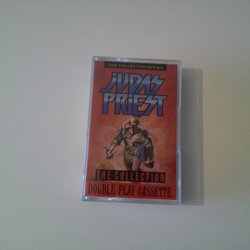 THE COLLECTOR SERIES
JUDAS
PRIEST
THE COLLECTION
DOUBLE PLAY CASSETTE